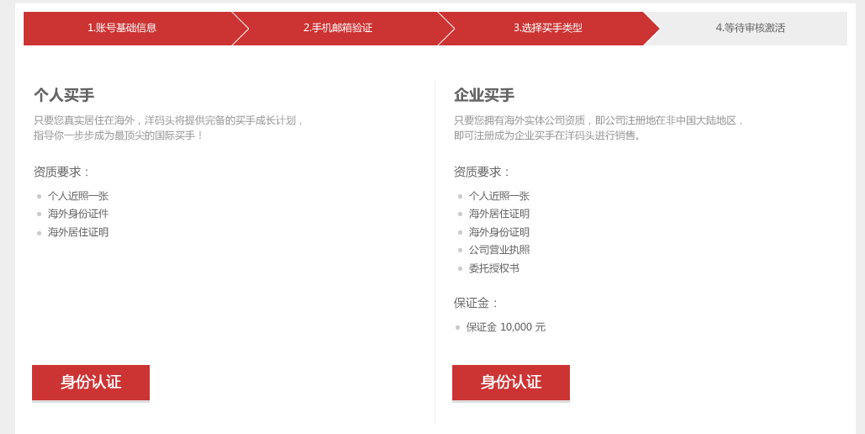 1.账号基础信息
2.手机邮箱验证
3.选择买手类型
4.等待审核激活
个人买手
只要您真实居住在海外，洋码头将提供完备的买手成长计划，
指导你一步步成为最顶尖的国际买手！
资质要求：
个人近照一张
海外身份证件
海外居住证明
身份认证
企业买手
只要您拥有海外实体公司资质，即公司注册地在非中国大陆地区，
即可注册成为企业买手在洋码头进行销售。
资质要求：
个人近照一张
海外居住证明
海外身份证明
公司营业执照
委托授权书
保证金：
保证金 10,000 元
身份认证